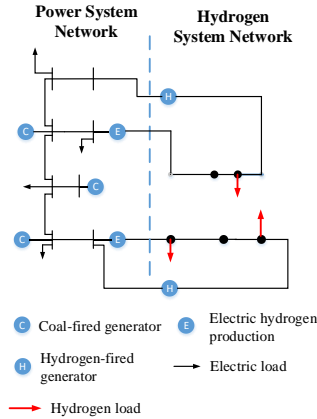 Power System
Network
Hydrogen
System Network
H
C
E
C
C
E
H
C Coal-fired generator
E Electric hydrogen
production
H Hydrogen-fired
generator
Electric load
Hydrogen load